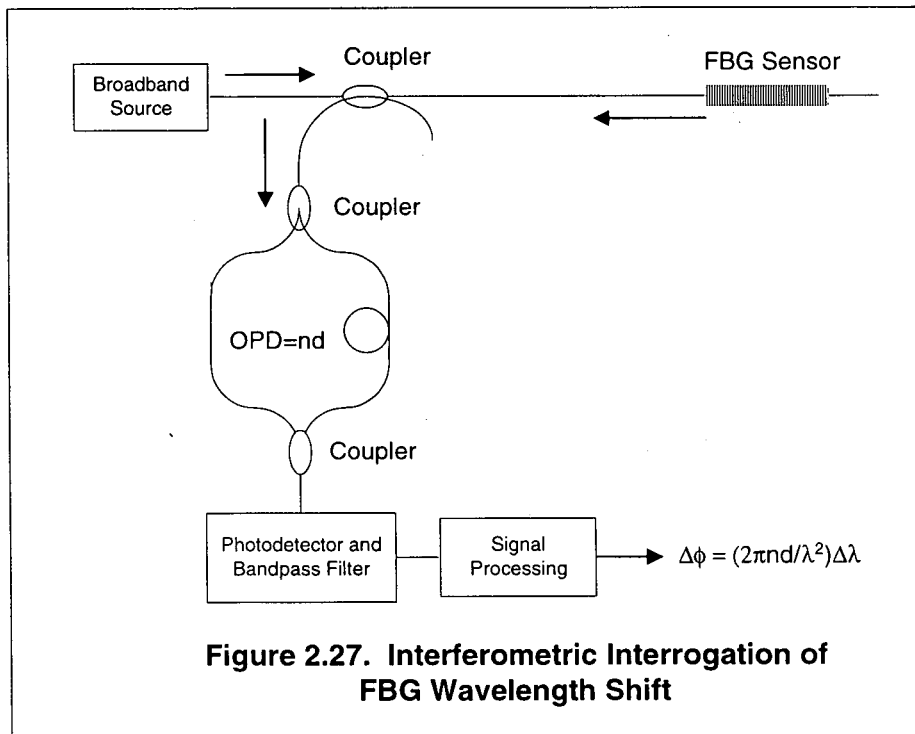 Coupler
FBG Sensor
Broadband
Source
Coupler
OPD=nd
Coupler
Photodetector and
Bandpass Filter
Signal
Processing
Δϕ = (2πnd/λ²)Δλ
Figure 2.27. Interferometric Interrogation of
FBG Wavelength Shift